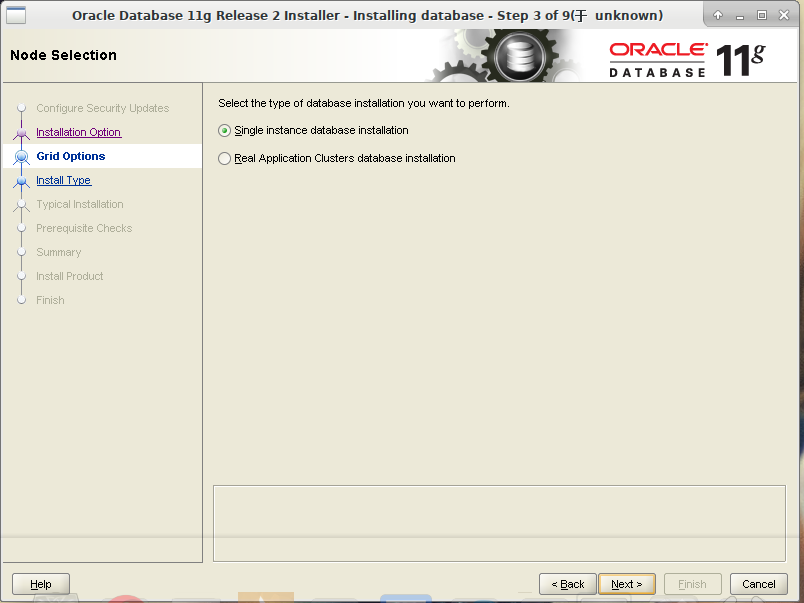 Oracle Database 11g Release 2 Installer - Installing database - Step 3 of 9(于 unknown)
Node Selection
ORACLE®
DATABASE 11g
Configure Security Updates
Installation Option
Grid Options
Install Type
Typical Installation
Prerequisite Checks
Summary
Install Product
Finish
Select the type of database installation you want to perform.
Single instance database installation
Real Application Clusters database installation
Help
< Back
Next >
Finish
Cancel